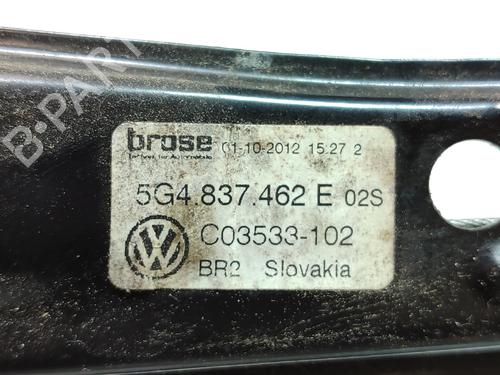 B-PARTS
brose 01-10-2012 15:27 2
5G4.837.462 E 02S
C03533-102
BR2 Slovakia